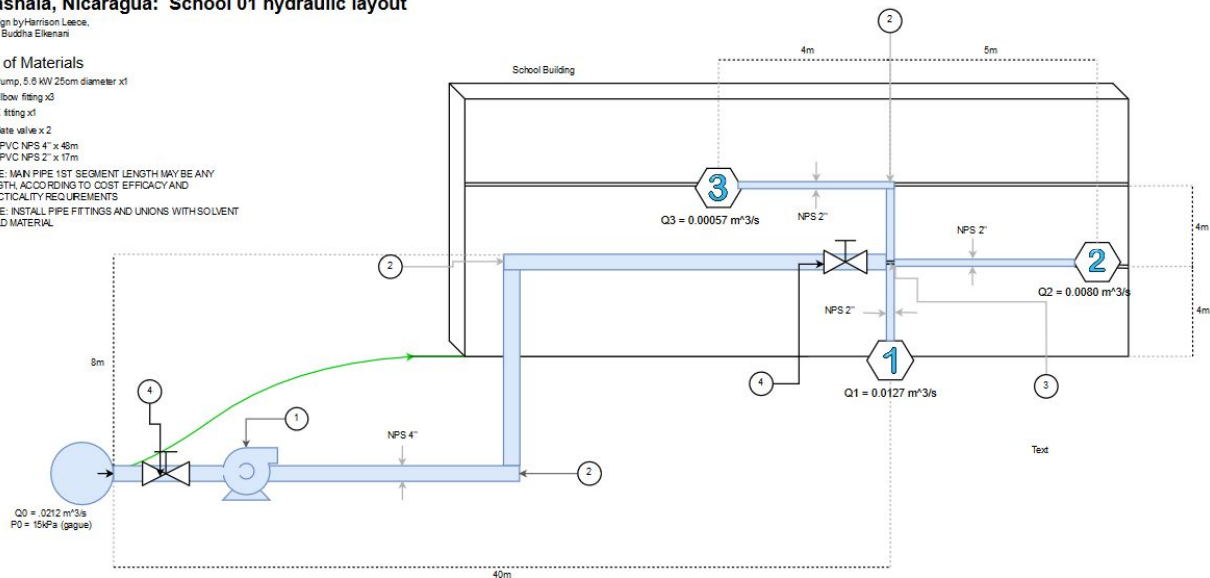 ashala, Nicaragua: School 01 hydraulic layout
gn by Harrison Leece,
Buddha Elkenani
of Materials
ump, 5.6 kW 25cm diameter x1
lbow fitting x3
fitting x1
ate valve x 2
PVC NPS 4" x 48m
PVC NPS 2" x 17m
E: MAIN PIPE 1ST SEGMENT LENGTH MAY BE ANY
GTH, ACCORDING TO COST EFFICACY AND
CTICALITY REQUIREMENTS
E: INSTALL PIPE FITTINGS AND UNIONS WITH SOLVENT
D MATERIAL
2
4m
5m
School Building
3
Q3 = 0.00057 m^3/s
NPS 2"
NPS 2"
4m
2
2
Q2 = 0.0080 m^3/s
NPS 2"
4m
8m
1
Q1 = 0.0127 m^3/s
4
3
4
1
NPS 4"
Text
2
Q0 = .0212 m^3/s
P0 = 15kPa (gague)
40m